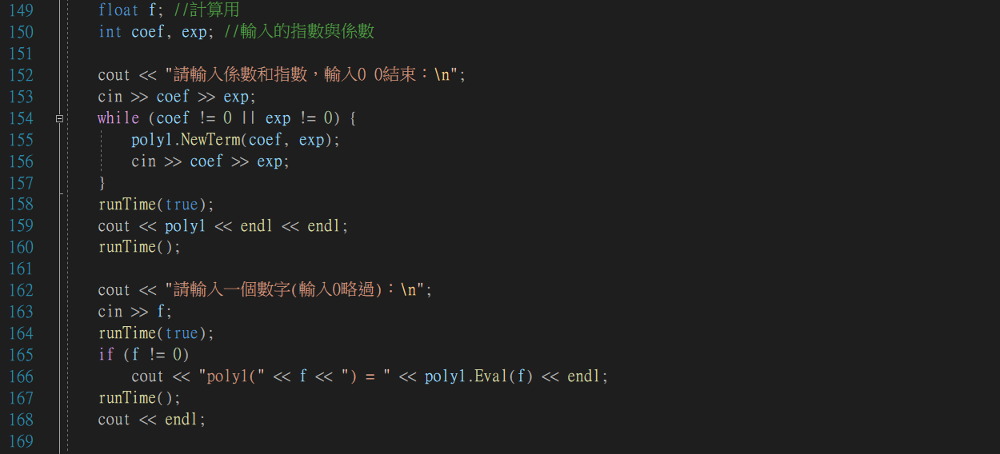 149 float f; //計算用
150 int coef, exp; //輸入的指數與係數
151
152 cout << "請輸入係數和指數，輸入0 0結束：\n";
153 cin >> coef >> exp;
154 while (coef != 0 || exp != 0) {
155 poly1.NewTerm(coef, exp);
156 cin >> coef >> exp;
157 }
158 runTime(true);
159 cout << poly1 << endl << endl;
160 runTime();
161
162 cout << "請輸入一個數字(輸入0略過)：\n";
163 cin >> f;
164 runTime(true);
165 if (f != 0)
166 cout << "poly1(" << f << ") = " << poly1.Eval(f) << endl;
167 runTime();
168 cout << endl;
169